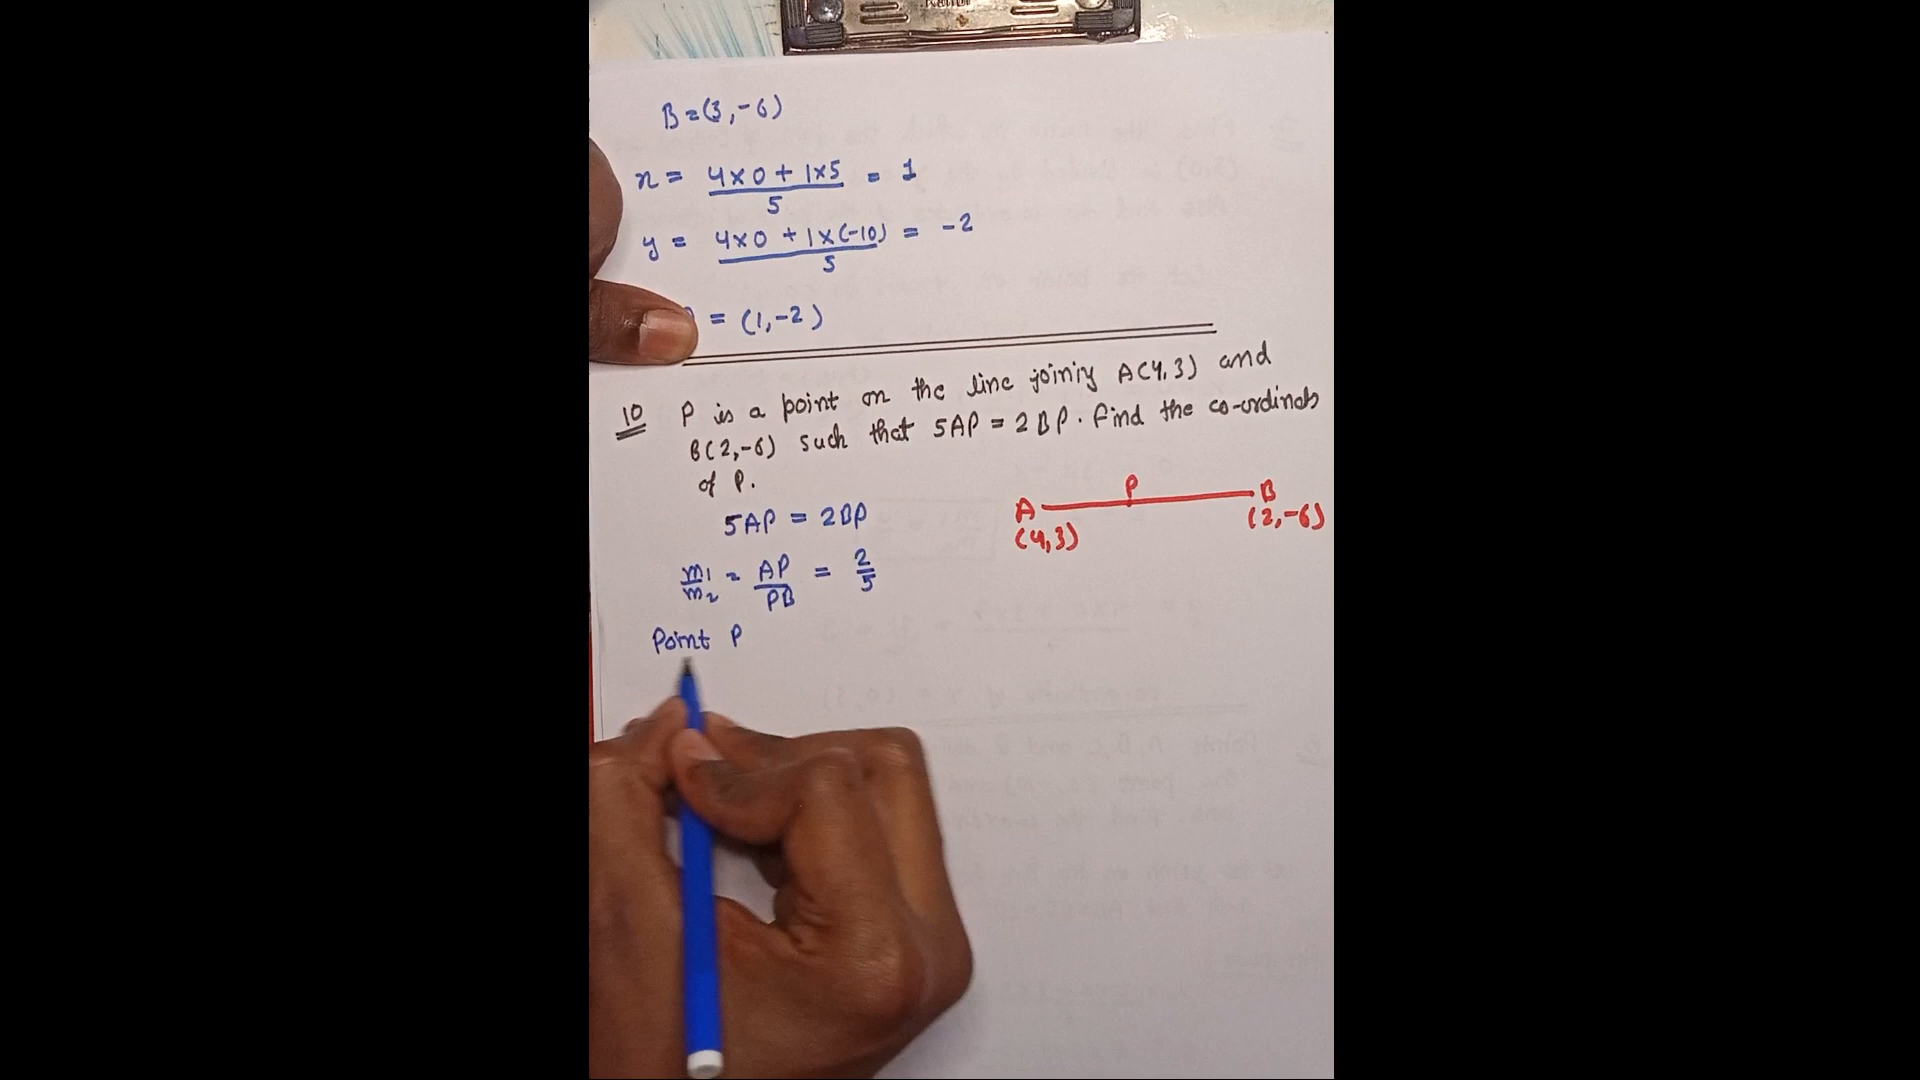 B=(3,-6)
x = 4×0 + 1×5 / 5 = 1
y = 4×0 + 1×(-10) / 5 = -2
= (1,-2)
10 P is a point on the line joining A(4,3) and
B(2,-6) such that 5AP = 2BP. find the co-ordinats
of P.
5AP = 2BP
m1/m2 = AP/PB = 2/5
Point P
A P B
(4,3) (2,-6)